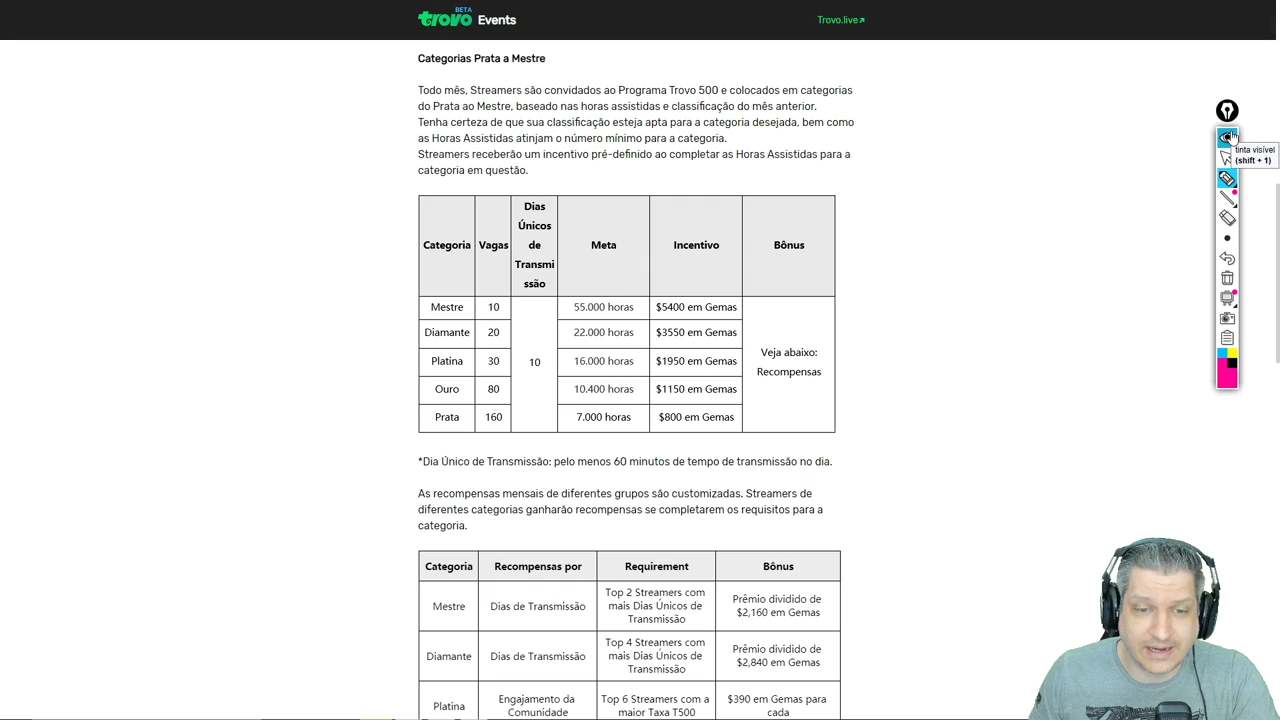 trovo BETA Events
Trovo.live
Categorias Prata a Mestre
Todo mês, Streamers são convidados ao Programa Trovo 500 e colocados em categorias
do Prata ao Mestre, baseado nas horas assistidas e classificação do mês anterior.
Tenha certeza de que sua classificação esteja apta para a categoria desejada, bem como
as Horas Assistidas atinjam o número mínimo para a categoria.
Streamers receberão um incentivo pré-definido ao completar as Horas Assistidas para a
categoria em questão.
Categoria Vagas Dias Únicos de Transmi ssão Meta Incentivo Bônus
Mestre 10 55.000 horas $5400 em Gemas
Diamante 20 22.000 horas $3550 em Gemas
Platina 30 10 16.000 horas $1950 em Gemas Veja abaixo: Recompensas
Ouro 80 10.400 horas $1150 em Gemas
Prata 160 7.000 horas $800 em Gemas
*Dia Único de Transmissão: pelo menos 60 minutos de tempo de transmissão no dia.
As recompensas mensais de diferentes grupos são customizadas. Streamers de
diferentes categorias ganharão recompensas se completarem os requisitos para a
categoria.
Categoria Recompensas por Requirement Bônus
Mestre Dias de Transmissão Top 2 Streamers com mais Dias Únicos de Transmissão Prêmio dividido de $2,160 em Gemas
Diamante Dias de Transmissão Top 4 Streamers com mais Dias Únicos de Transmissão Prêmio dividido de $2,840 em Gemas
Platina Engajamento da Comunidade Top 6 Streamers com a maior Taxa T500 $390 em Gemas para cada
tinta visível
(shift + 1)